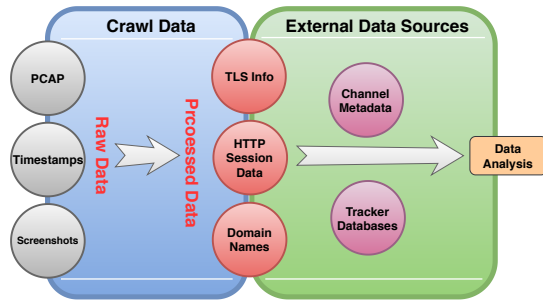 Crawl Data
External Data Sources
PCAP
Timestamps
Screenshots
Raw Data
Prcoessed Data
TLS Info
HTTP
Session
Data
Domain
Names
Channel
Metadata
Tracker
Databases
Data
Analysis